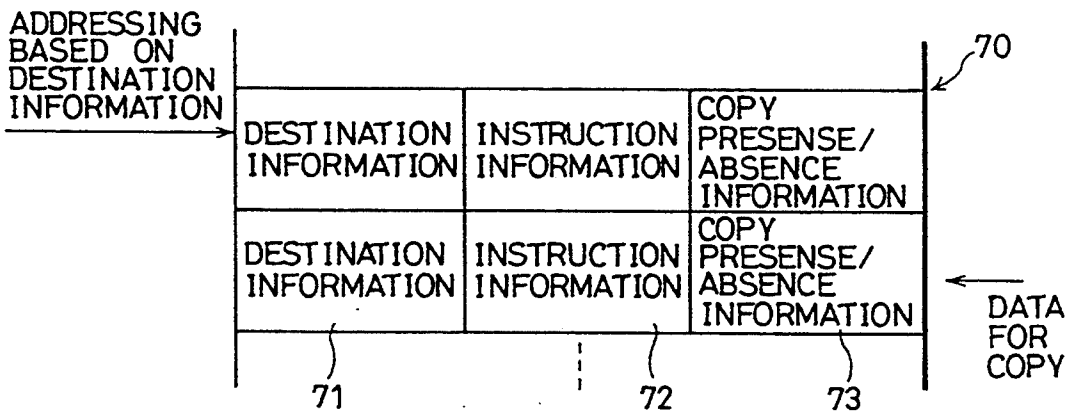 ADDRESSING
BASED ON
DESTINATION
INFORMATION
70
DESTINATION
INFORMATION
INSTRUCTION
INFORMATION
COPY
PRESENSE/
ABSENCE
INFORMATION
DESTINATION
INFORMATION
INSTRUCTION
INFORMATION
COPY
PRESENSE/
ABSENCE
INFORMATION
DATA
FOR
COPY
71
72
73